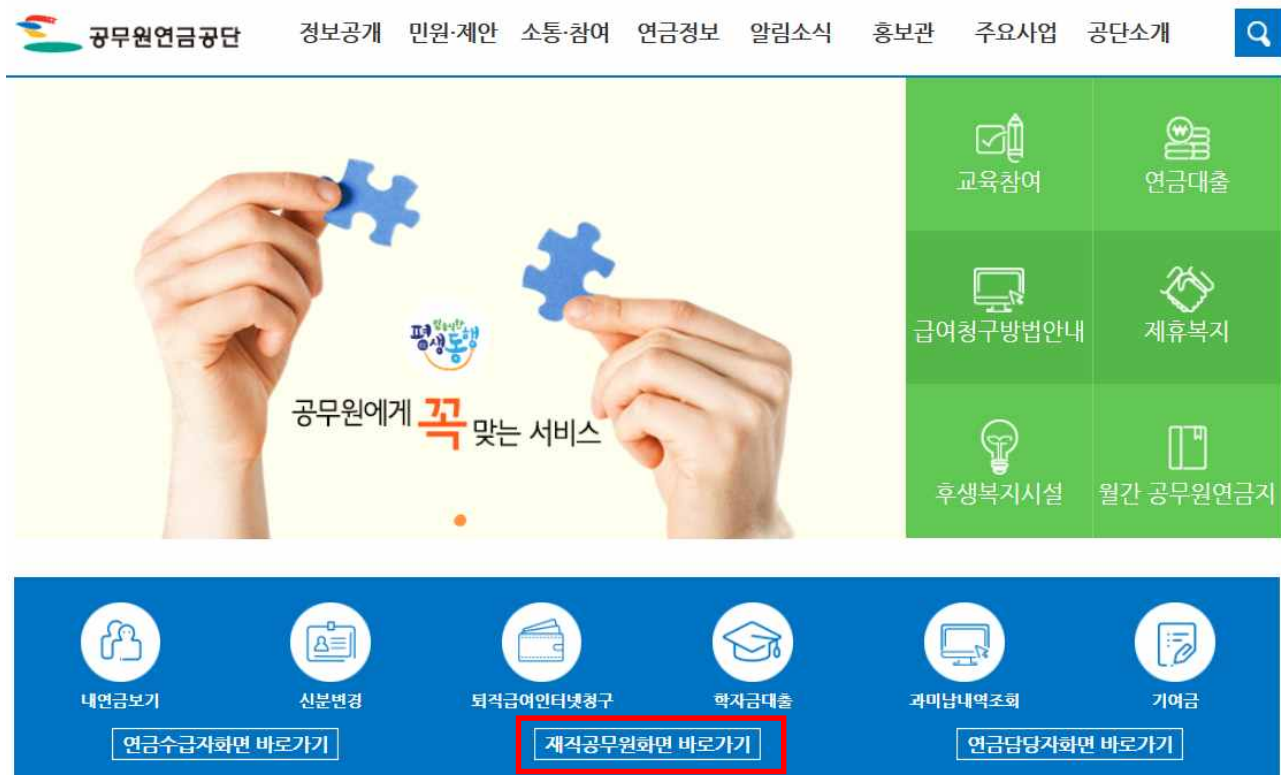 공무원연금공단
정보공개 민원·제안 소통·참여 연금정보 알림소식 홍보관 주요사업 공단소개
교육참여 연금대출
급여청구방법안내 제휴복지
평생동행
공무원에게 꼭 맞는 서비스
후생복지시설 월간 공무원연금지
내연금보기 신분변경 퇴직급여인터넷청구 학자금대출 과미납내역조회 기여금
연금수급자화면 바로가기 재직공무원화면 바로가기 연금담당자화면 바로가기